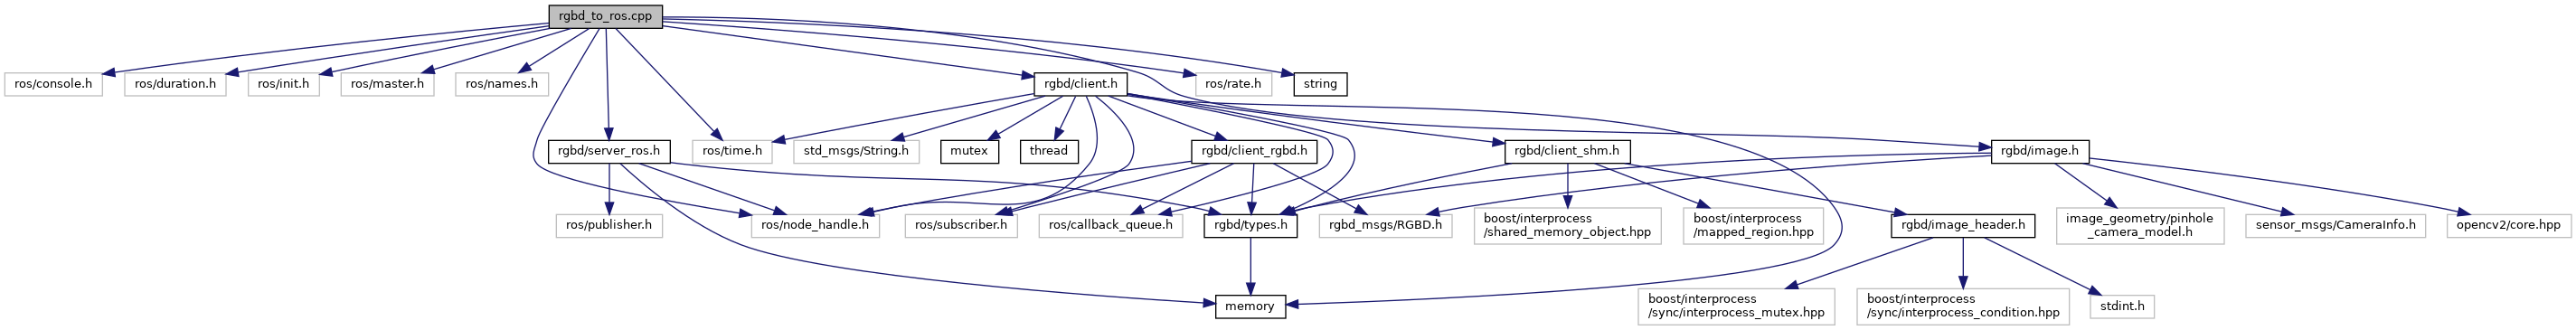 rgbd_to_ros.cpp
ros/console.h
ros/duration.h
ros/init.h
ros/master.h
ros/names.h
rgbd/client.h
ros/rate.h
string
rgbd/server_ros.h
ros/time.h
std_msgs/String.h
mutex
thread
rgbd/client_rgbd.h
rgbd/client_shm.h
rgbd/image.h
ros/publisher.h
ros/node_handle.h
ros/subscriber.h
ros/callback_queue.h
rgbd/types.h
rgbd_msgs/RGBD.h
boost/interprocess
/shared_memory_object.hpp
boost/interprocess
/mapped_region.hpp
rgbd/image_header.h
image_geometry/pinhole
_camera_model.h
sensor_msgs/CameraInfo.h
opencv2/core.hpp
memory
boost/interprocess
/sync/interprocess_mutex.hpp
boost/interprocess
/sync/interprocess_condition.hpp
stdint.h